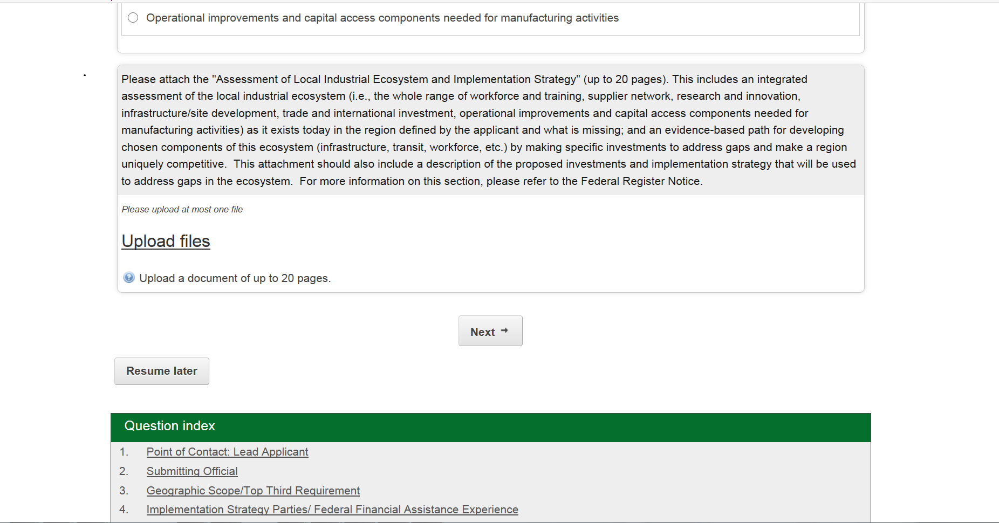 Operational improvements and capital access components needed for manufacturing activities
Please attach the "Assessment of Local Industrial Ecosystem and Implementation Strategy" (up to 20 pages). This includes an integrated
assessment of the local industrial ecosystem (i.e., the whole range of workforce and training, supplier network, research and innovation,
infrastructure/site development, trade and international investment, operational improvements and capital access components needed for
manufacturing activities) as it exists today in the region defined by the applicant and what is missing; and an evidence-based path for developing
chosen components of this ecosystem (infrastructure, transit, workforce, etc.) by making specific investments to address gaps and make a region
uniquely competitive.  This attachment should also include a description of the proposed investments and implementation strategy that will be used
to address gaps in the ecosystem.  For more information on this section, please refer to the Federal Register Notice.
Please upload at most one file
Upload files
Upload a document of up to 20 pages.
Next
Resume later
Question index
1. Point of Contact: Lead Applicant
2. Submitting Official
3. Geographic Scope/Top Third Requirement
4. Implementation Strategy Parties/ Federal Financial Assistance Experience